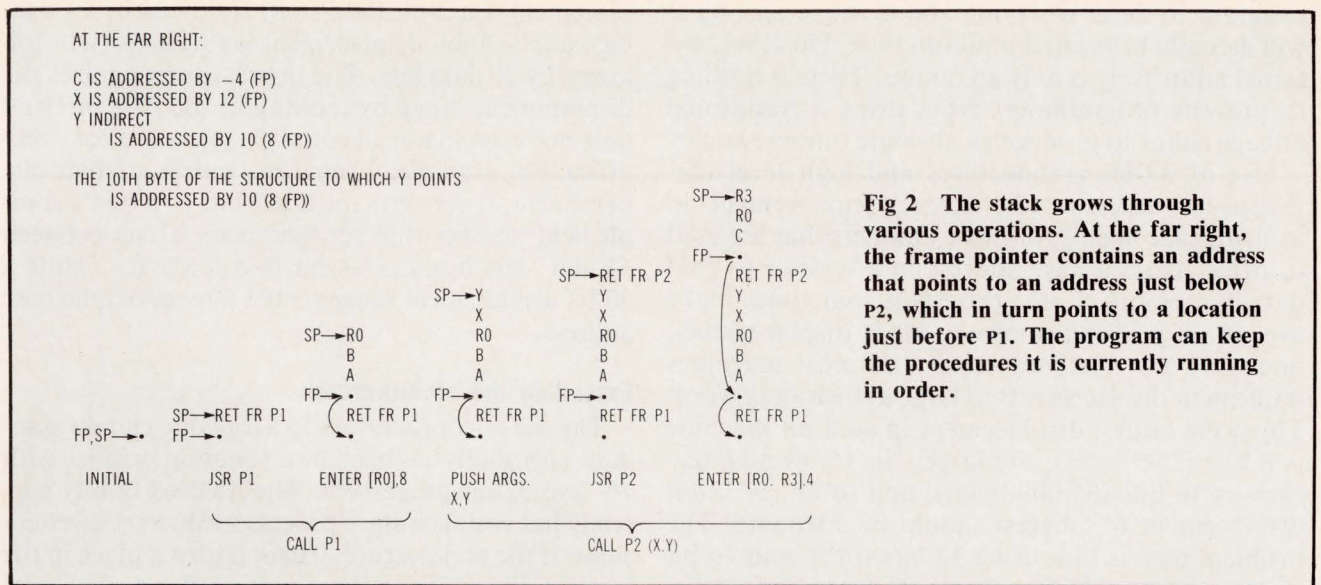 AT THE FAR RIGHT:
C IS ADDRESSED BY −4 (FP)
X IS ADDRESSED BY 12 (FP)
Y INDIRECT
IS ADDRESSED BY 10 (8 (FP))
THE 10TH BYTE OF THE STRUCTURE TO WHICH Y POINTS
IS ADDRESSED BY 10 (8 (FP))
FP,SP
INITIAL
SP RET FR P1
FP
JSR P1
SP R0
B
A
FP
RET FR P1
ENTER [R0],8
SP Y
X
R0
B
A
FP
RET FR P1
PUSH ARGS.
X,Y
SP RET FR P2
Y
X
R0
B
A
FP
RET FR P1
JSR P2
SP R3
R0
C
FP
RET FR P2
Y
X
R0
B
A
RET FR P1
ENTER [R0. R3].4
CALL P1
CALL P2 (X.Y)
Fig 2 The stack grows through
various operations. At the far right,
the frame pointer contains an address
that points to an address just below
P2, which in turn points to a location
just before P1. The program can keep
the procedures it is currently running
in order.